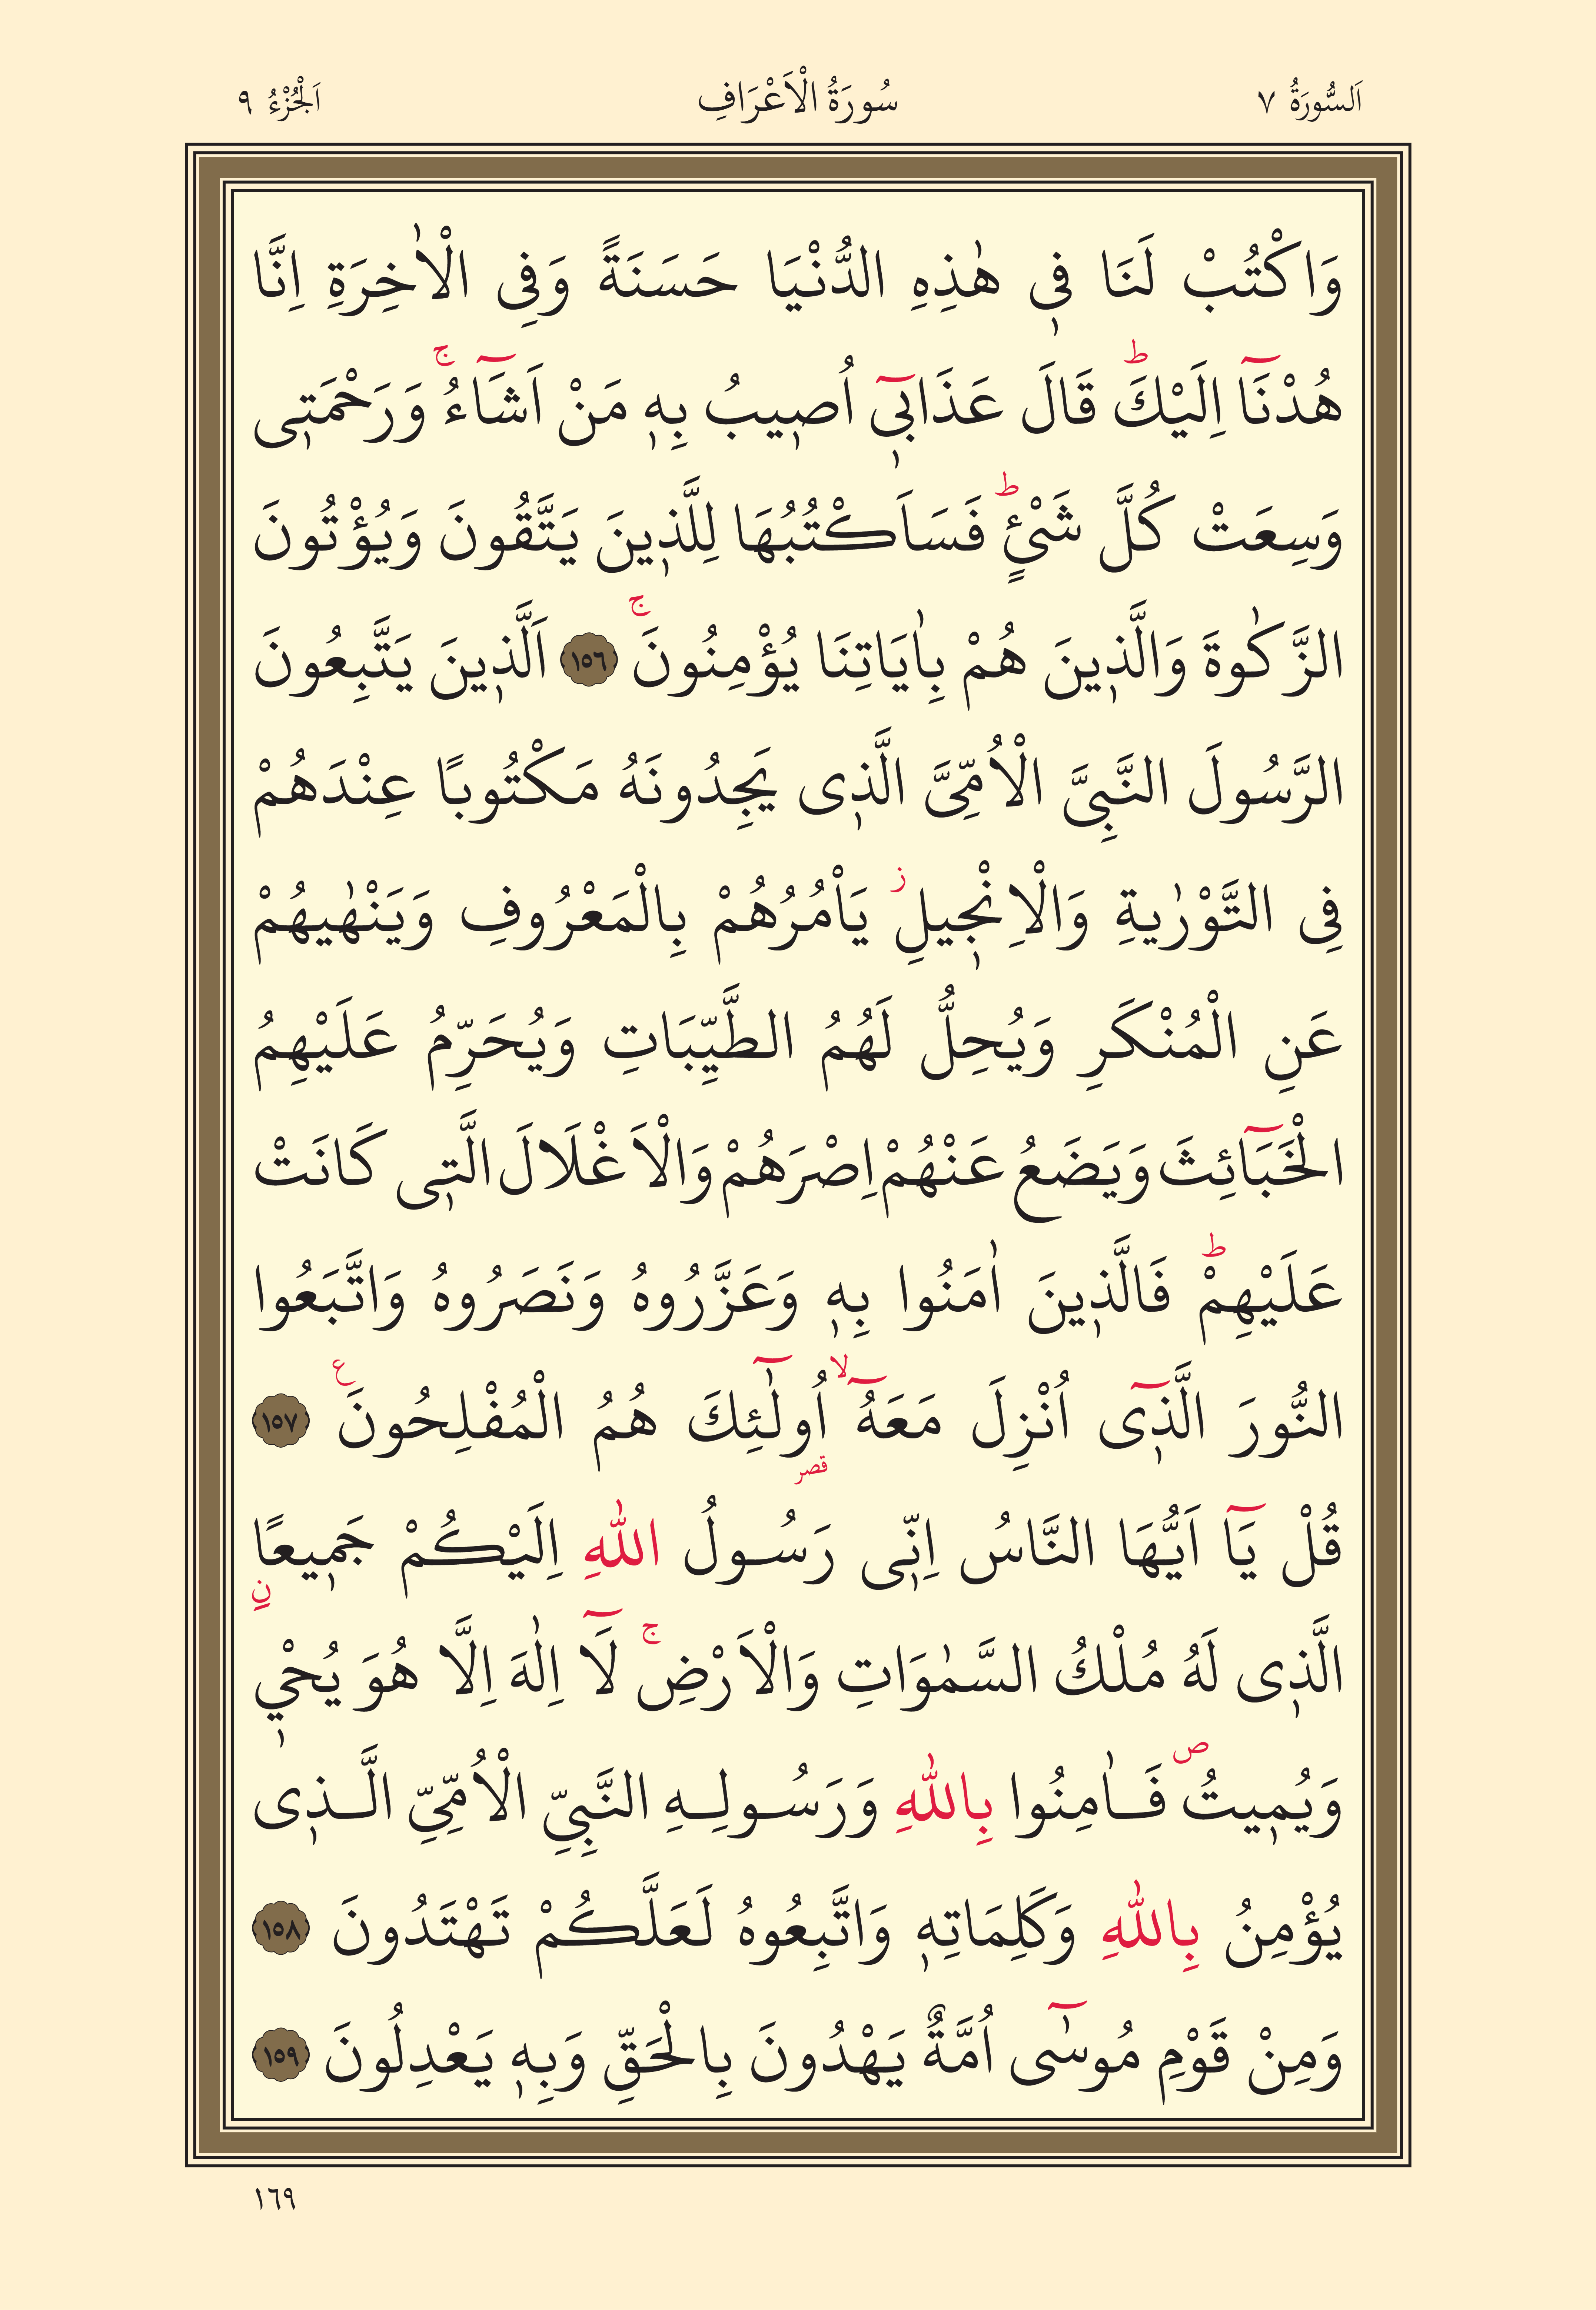 اَلسُّورَةُ ٧ سُورَةُ الْاَعْرَافِ اَلْجُزْءُ ٩
وَاكْتُبْ لَنَا فٖى هٰذِهِ الدُّنْيَا حَسَنَةً وَفِى الْاٰخِرَةِ اِنَّا
هُدْنَٓا اِلَيْكَؕ قَالَ عَذَابٖٓى اُصٖيبُ بِهٖ مَنْ اَشَٓاءُۚ وَرَحْمَتٖى
وَسِعَتْ كُلَّ شَىْءٍؕ فَسَاَكْتُبُهَا لِلَّذٖينَ يَتَّقُونَ وَيُؤْتُونَ
الزَّكٰوةَ وَالَّذٖينَ هُمْ بِاٰيَاتِنَا يُؤْمِنُونَۚ ١٥٦ اَلَّذٖينَ يَتَّبِعُونَ
الرَّسُولَ النَّبِىَّ الْاُمِّىَّ الَّذٖى يَجِدُونَهُ مَكْتُوبًا عِنْدَهُمْ
فِى التَّوْرٰيةِ وَالْاِنْجٖيلِؗ يَاْمُرُهُمْ بِالْمَعْرُوفِ وَيَنْهٰيهُمْ
عَنِ الْمُنْكَرِ وَيُحِلُّ لَهُمُ الطَّيِّبَاتِ وَيُحَرِّمُ عَلَيْهِمُ
الْخَبَٓائِثَ وَيَضَعُ عَنْهُمْ اِصْرَهُمْ وَالْاَغْلَالَ الَّتٖى كَانَتْ
عَلَيْهِمْؕ فَالَّذٖينَ اٰمَنُوا بِهٖ وَعَزَّرُوهُ وَنَصَرُوهُ وَاتَّبَعُوا
النُّورَ الَّذٖٓى اُنْزِلَ مَعَهُٓۙ اُولٰٓئِكَ هُمُ الْمُفْلِحُونَ ع ١٥٧
قصر
قُلْ يَٓا اَيُّهَا النَّاسُ اِنّٖى رَسُولُ اللّٰهِ اِلَيْكُمْ جَمٖيعًا نِ
الَّذٖى لَهُ مُلْكُ السَّمٰوَاتِ وَالْاَرْضِۚ لَٓا اِلٰهَ اِلَّا هُوَ يُحْيٖ
وَيُمٖيتُࣕ فَاٰمِنُوا بِاللّٰهِ وَرَسُولِهِ النَّبِىِّ الْاُمِّىِّ الَّذٖى
يُؤْمِنُ بِاللّٰهِ وَكَلِمَاتِهٖ وَاتَّبِعُوهُ لَعَلَّكُمْ تَهْتَدُونَ ١٥٨
وَمِنْ قَوْمِ مُوسٰٓى اُمَّةٌ يَهْدُونَ بِالْحَقِّ وَبِهٖ يَعْدِلُونَ ١٥٩
١٦٩